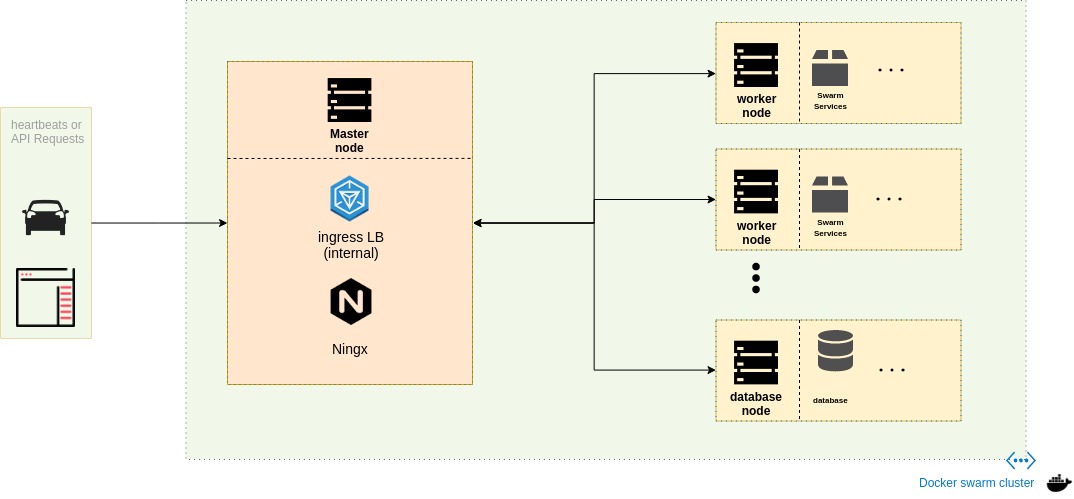 heartbeats or
API Requests
Master
node
ingress LB
(internal)
N
Ningx
worker
node
Swarm
Services
. . .
worker
node
Swarm
Services
. . .
database
node
database
. . .
Docker swarm cluster